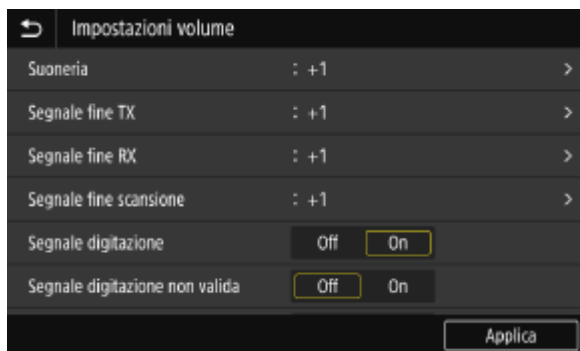 Impostazioni volume
Suoneria : +1 >
Segnale fine TX : +1 >
Segnale fine RX : +1 >
Segnale fine scansione : +1 >
Segnale digitazione Off On
Segnale digitazione non valida Off On
Applica